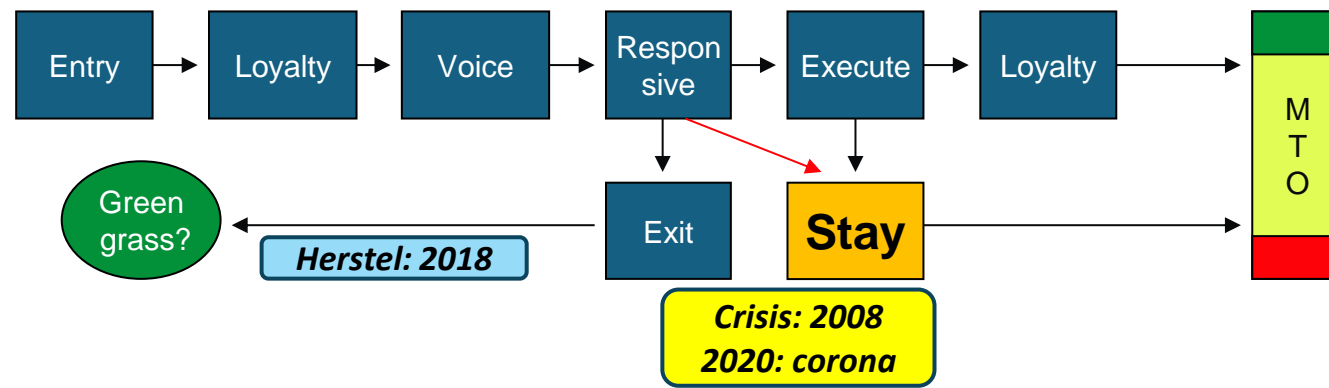 Entry
Loyalty
Voice
Respon
sive
Execute
Loyalty
M
T
O
Green
grass?
Herstel: 2018
Exit
Stay
Crisis: 2008
2020: corona